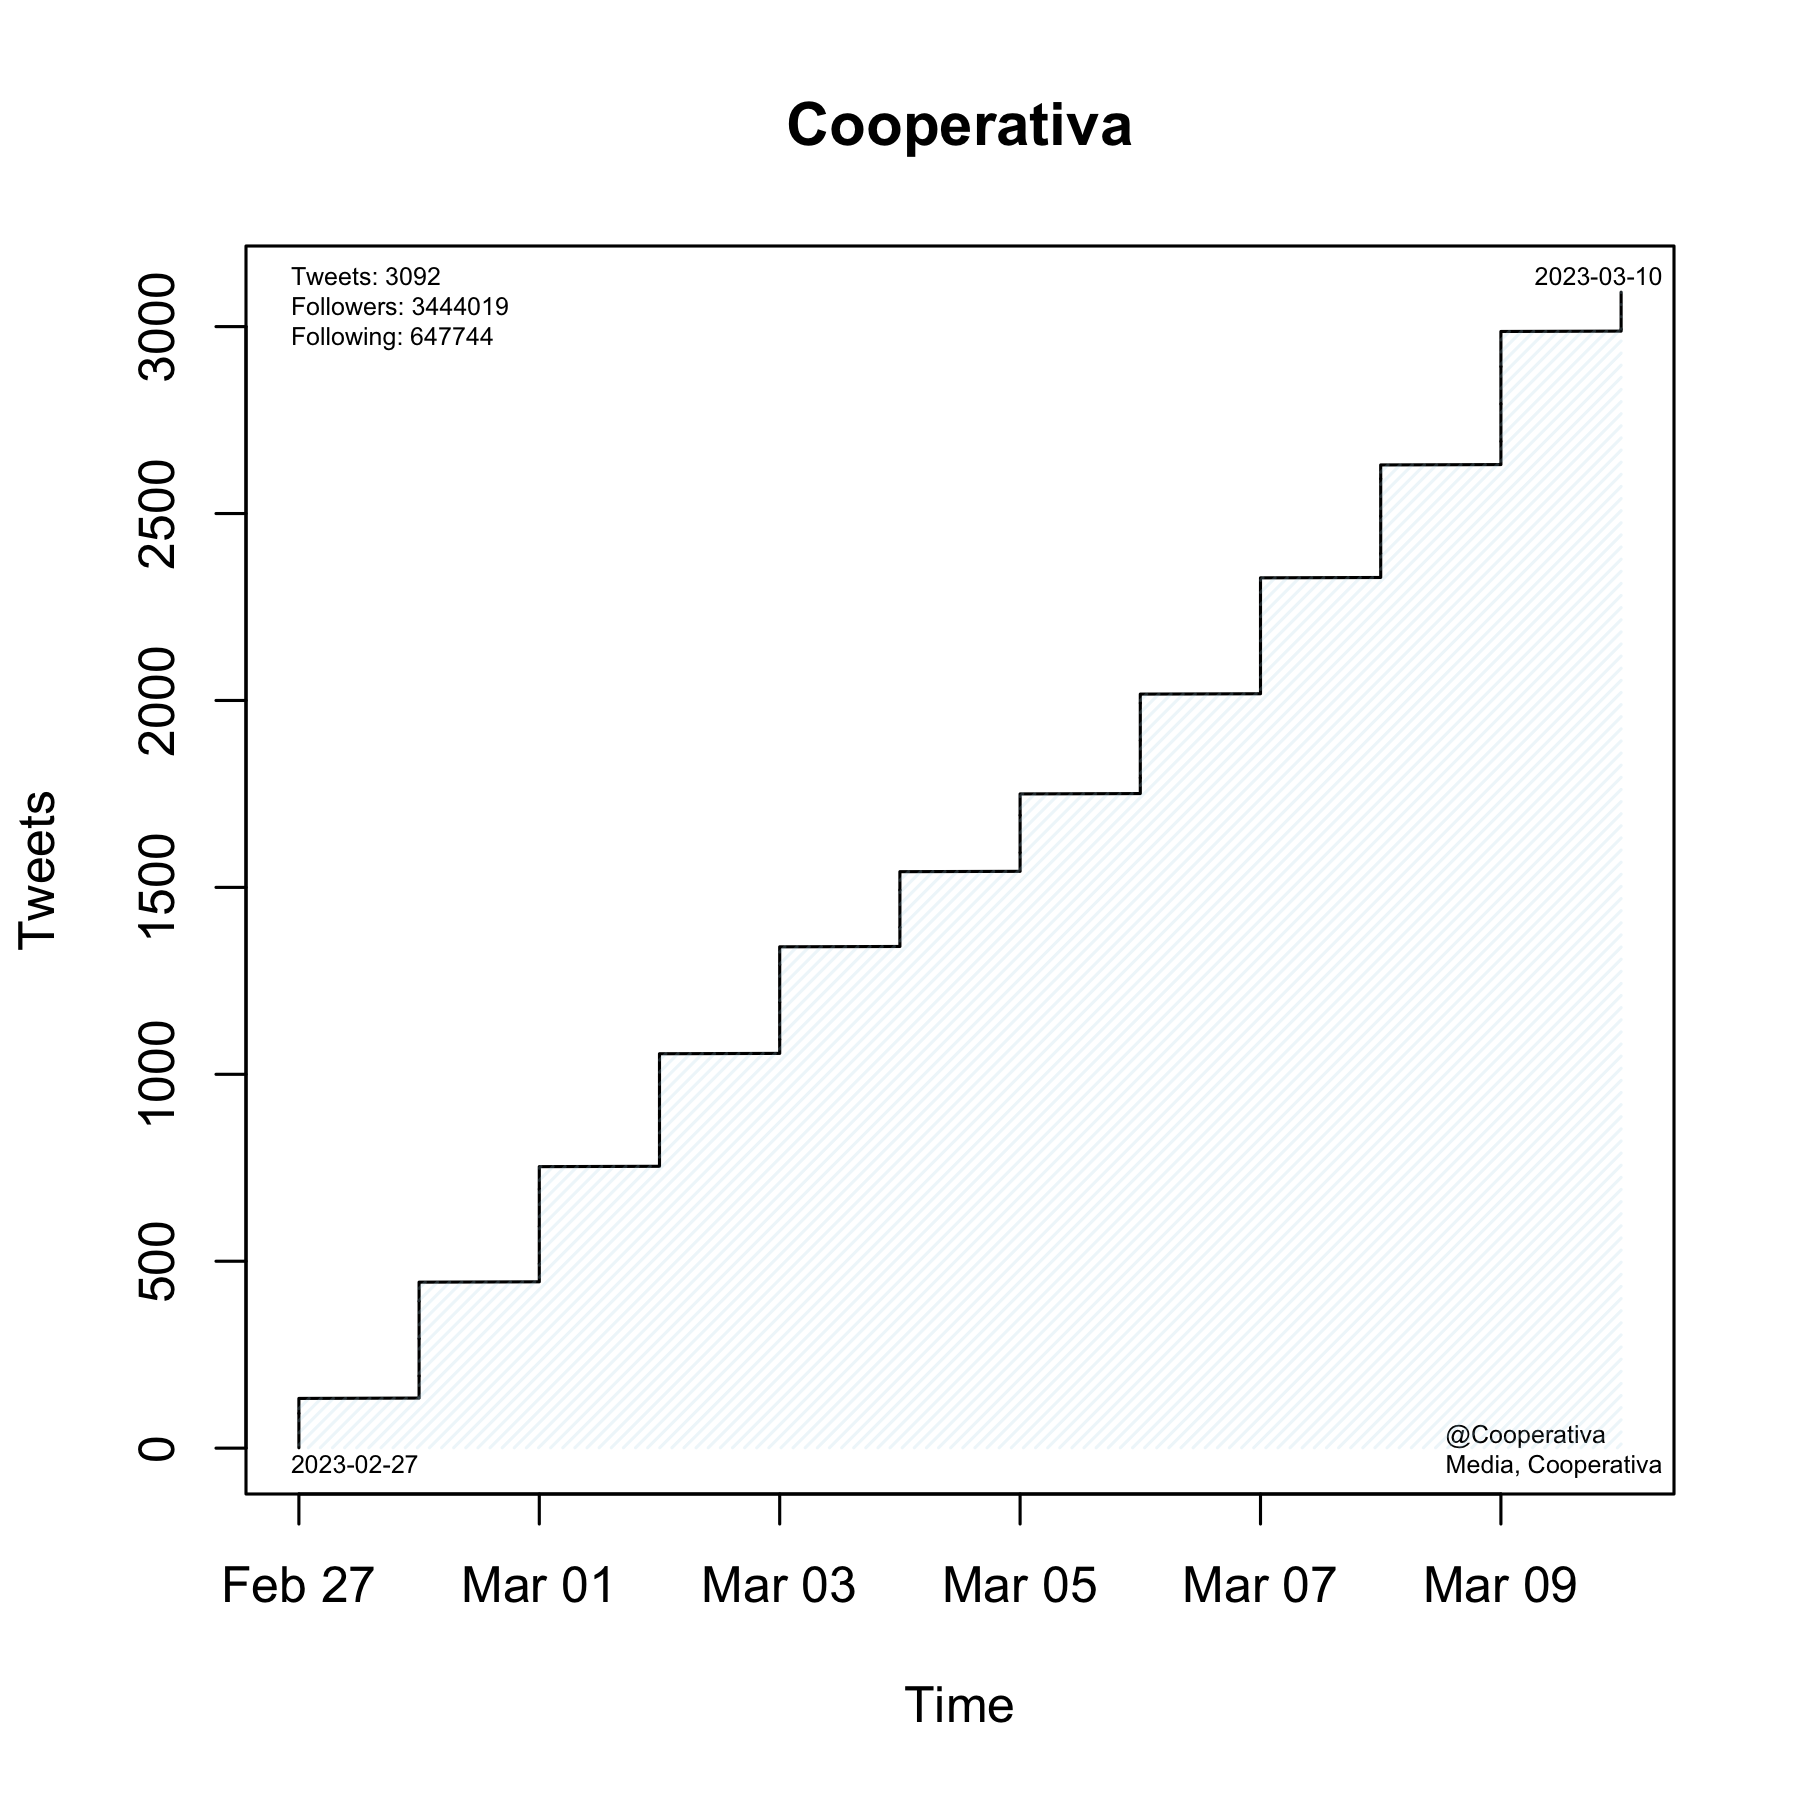 Cooperativa
Tweets: 3092
Followers: 3444019
Following: 647744
2023-03-10
3000
2500
2000
1500
1000
500
0
Tweets
@Cooperativa
Media, Cooperativa
2023-02-27
Feb 27
Mar 01
Mar 03
Mar 05
Mar 07
Mar 09
Time